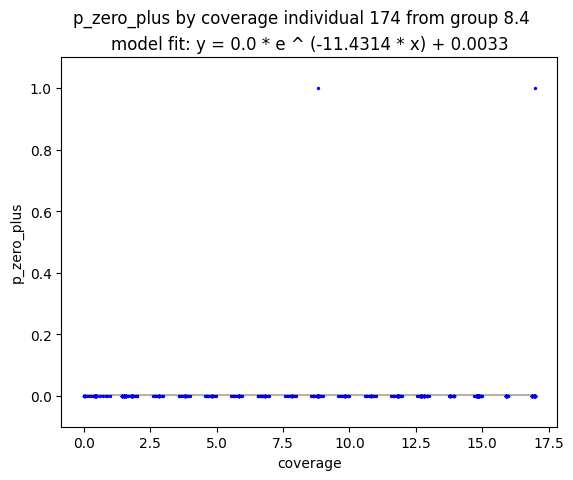 p_zero_plus by coverage individual 174 from group 8.4
model fit: y = 0.0 * e ^ (-11.4314 * x) + 0.0033
1.0
0.8
0.6
0.4
0.2
0.0
p_zero_plus
0.0 2.5 5.0 7.5 10.0 12.5 15.0 17.5
coverage